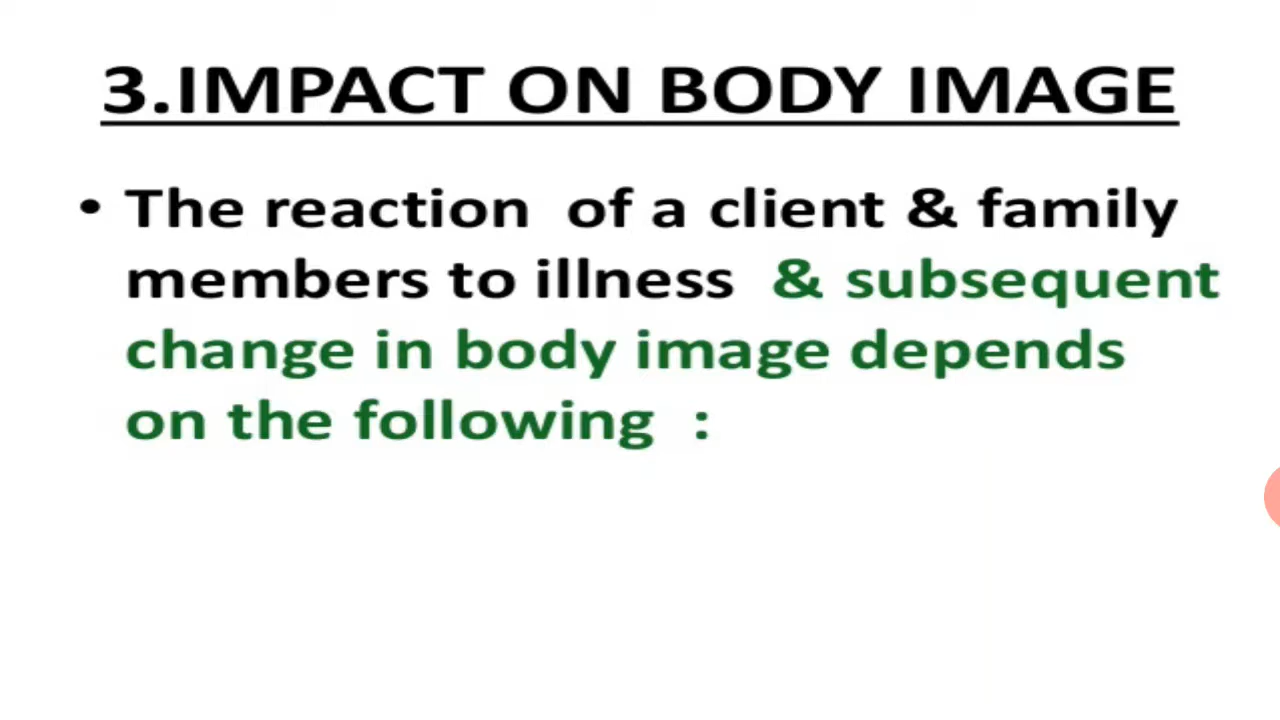 3.IMPACT ON BODY IMAGE
• The reaction of a client & family
members to illness & subsequent
change in body image depends
on the following :